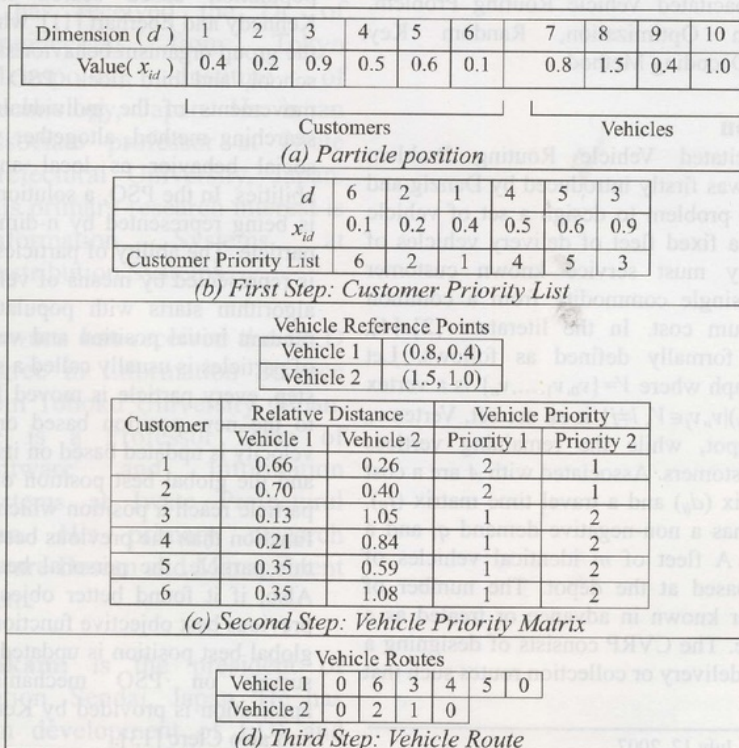 Dimension ( d ) 1 2 3 4 5 6 7 8 9 10
Value( x_id ) 0.4 0.2 0.9 0.5 0.6 0.1 0.8 1.5 0.4 1.0
Customers Vehicles
(a) Particle position
d 6 2 1 4 5 3
x_id 0.1 0.2 0.4 0.5 0.6 0.9
Customer Priority List 6 2 1 4 5 3
(b) First Step: Customer Priority List
Vehicle Reference Points
Vehicle 1 (0.8, 0.4)
Vehicle 2 (1.5, 1.0)
Customer Relative Distance Vehicle Priority
Vehicle 1 Vehicle 2 Priority 1 Priority 2
1 0.66 0.26 2 1
2 0.70 0.40 2 1
3 0.13 1.05 1 2
4 0.21 0.84 1 2
5 0.35 0.59 1 2
6 0.35 1.08 1 2
(c) Second Step: Vehicle Priority Matrix
Vehicle Routes
Vehicle 1 0 6 3 4 5 0
Vehicle 2 0 2 1 0
(d) Third Step: Vehicle Route